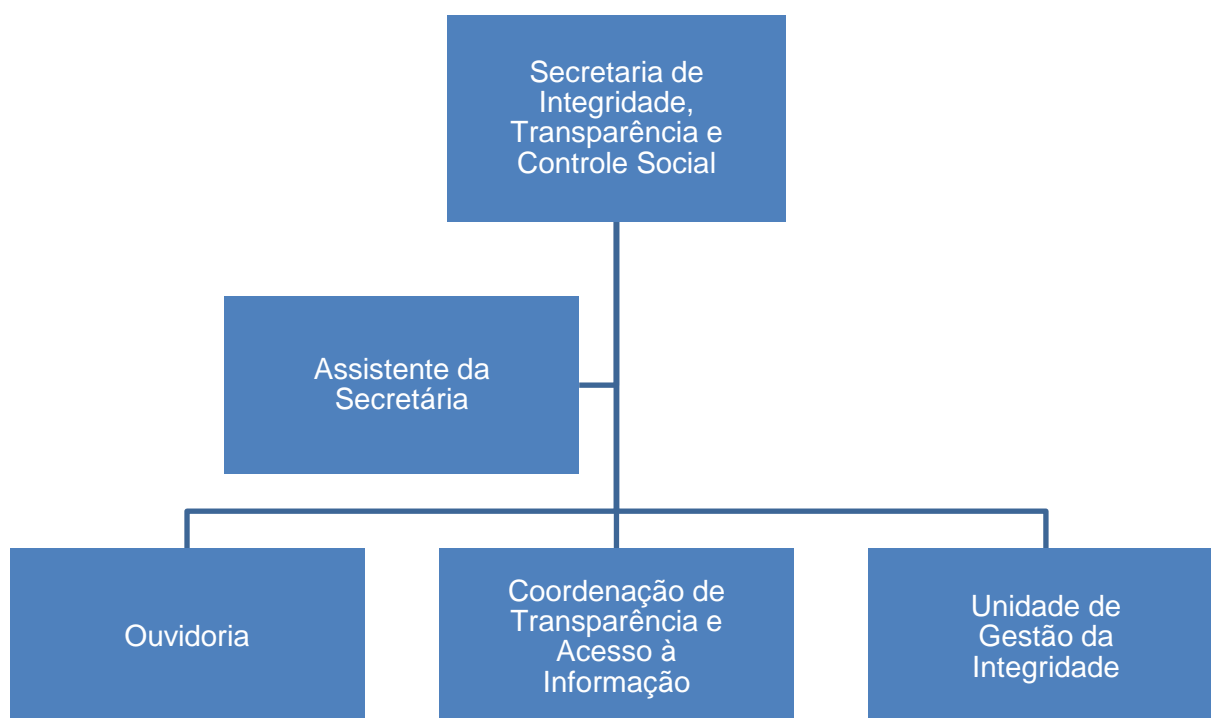 Secretaria de
Integridade,
Transparência e
Controle Social
Assistente da
Secretária
Ouvidoria
Coordenação de
Transparência e
Acesso à
Informação
Unidade de
Gestão da
Integridade